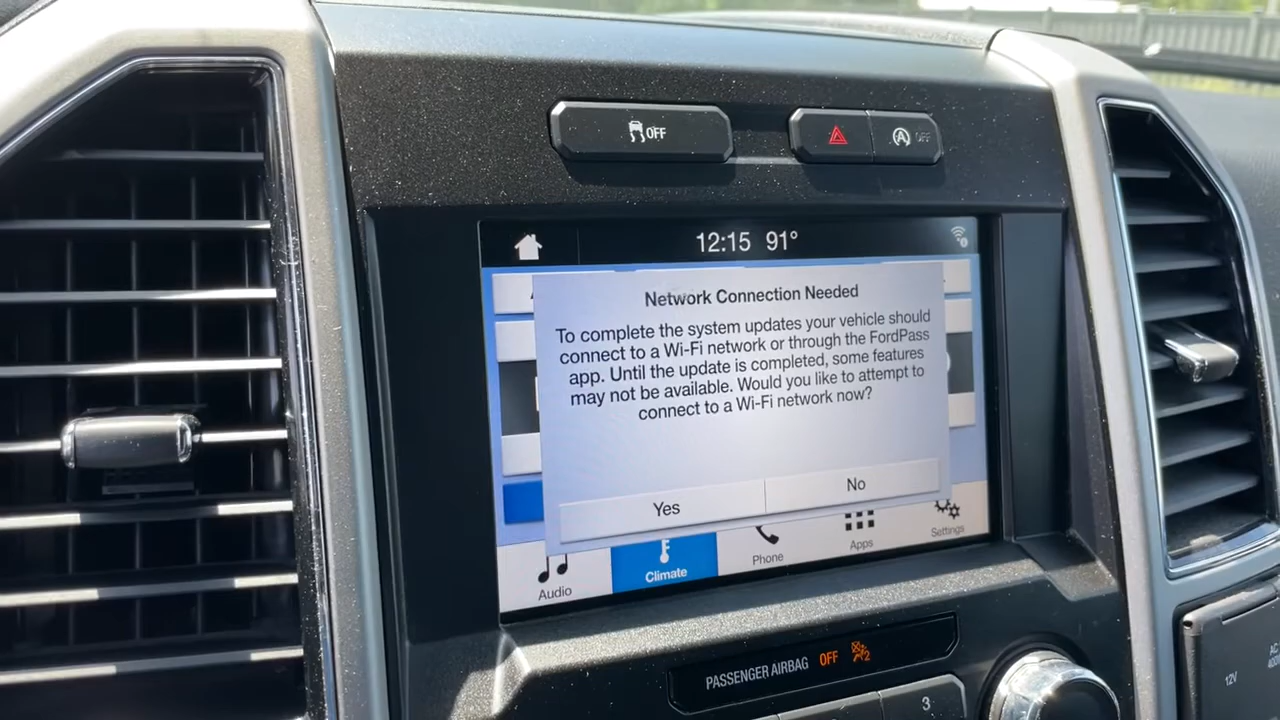 OFF
OFF
12:15 91°
Network Connection Needed
To complete the system updates your vehicle should
connect to a Wi-Fi network or through the FordPass
app. Until the update is completed, some features
may not be available. Would you like to attempt to
connect to a Wi-Fi network now?
Yes
No
Audio
Climate
Phone
Apps
Settings
PASSENGER AIRBAG OFF 2
3
AC
12V